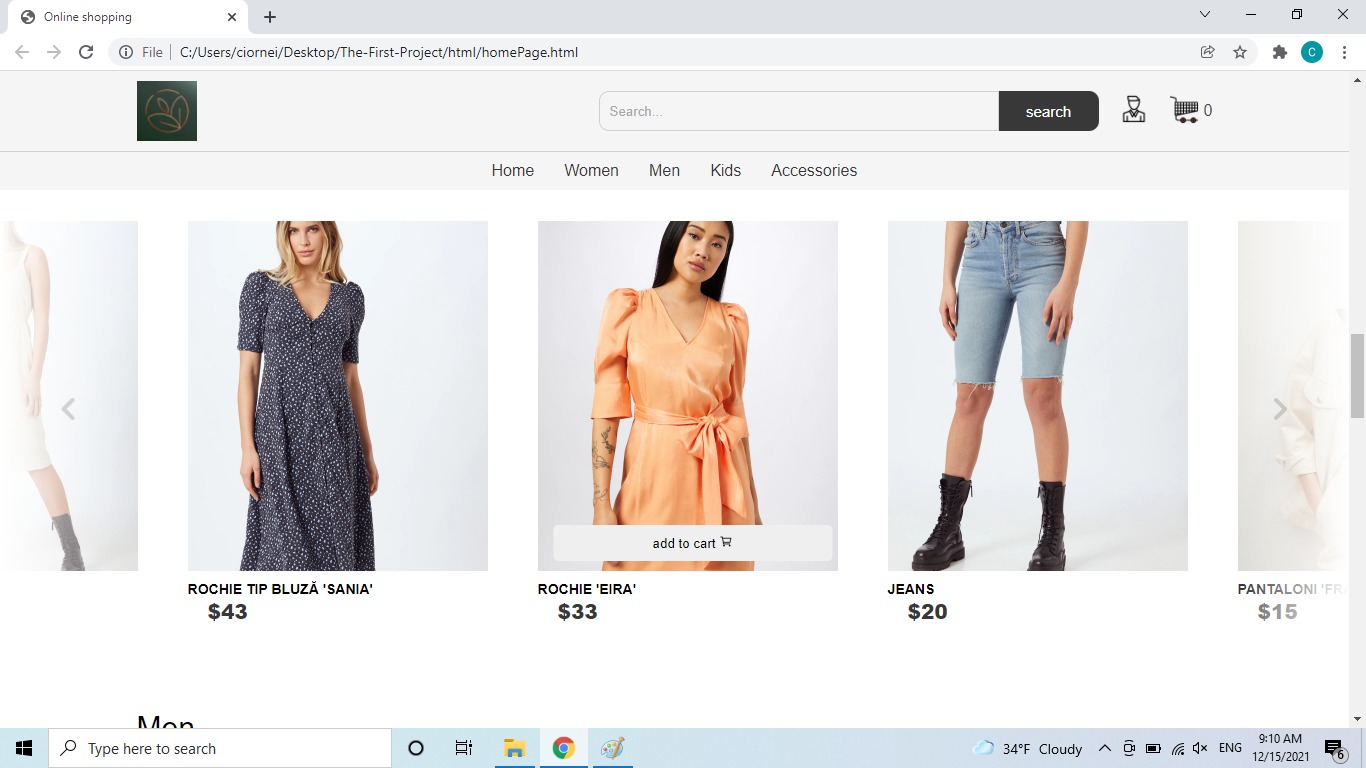 Online shopping
File
C:/Users/ciornei/Desktop/The-First-Project/html/homePage.html
C
Search...
search
0
Home Women Men Kids Accessories
add to cart
ROCHIE TIP BLUZĂ 'SANIA'
$43
ROCHIE 'EIRA'
$33
JEANS
$20
PANTALONI 'FRA
$15
Men
Type here to search
34°F Cloudy
ENG
9:10 AM
12/15/2021
6